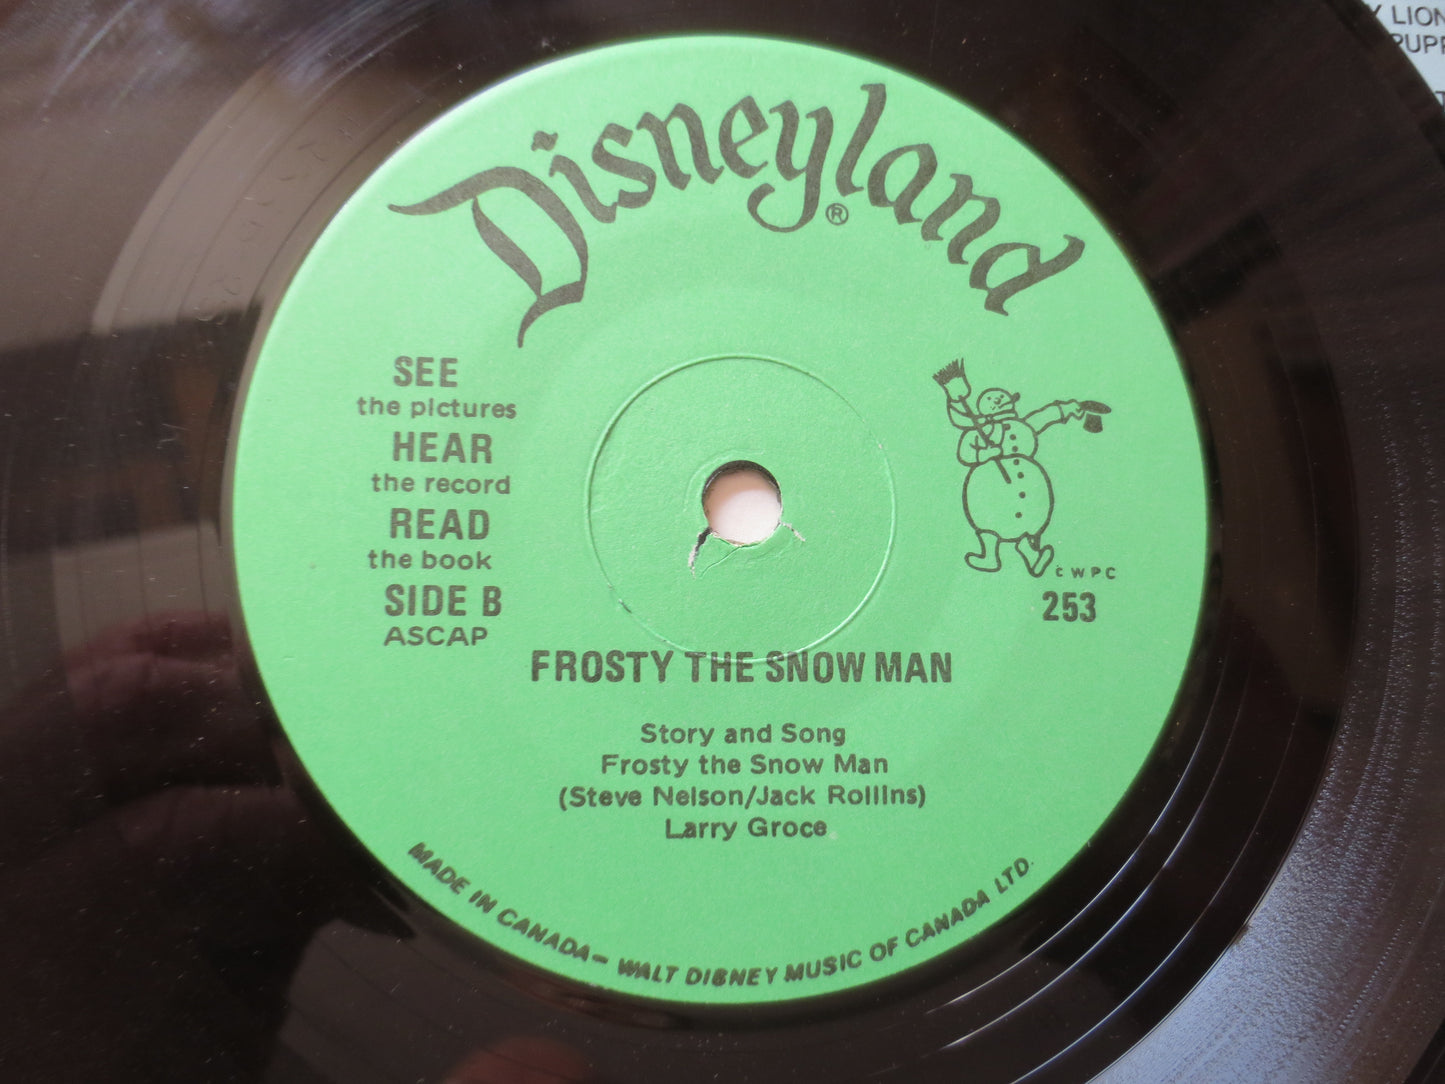 Disneyland®
SEE
the pictures
HEAR
the record
READ
the book
SIDE B
ASCAP
c W P C
253
FROSTY THE SNOW MAN
Story and Song
Frosty the Snow Man
(Steve Nelson/Jack Rollins)
Larry Groce
MADE IN CANADA – WALT DISNEY MUSIC OF CANADA LTD.
LION